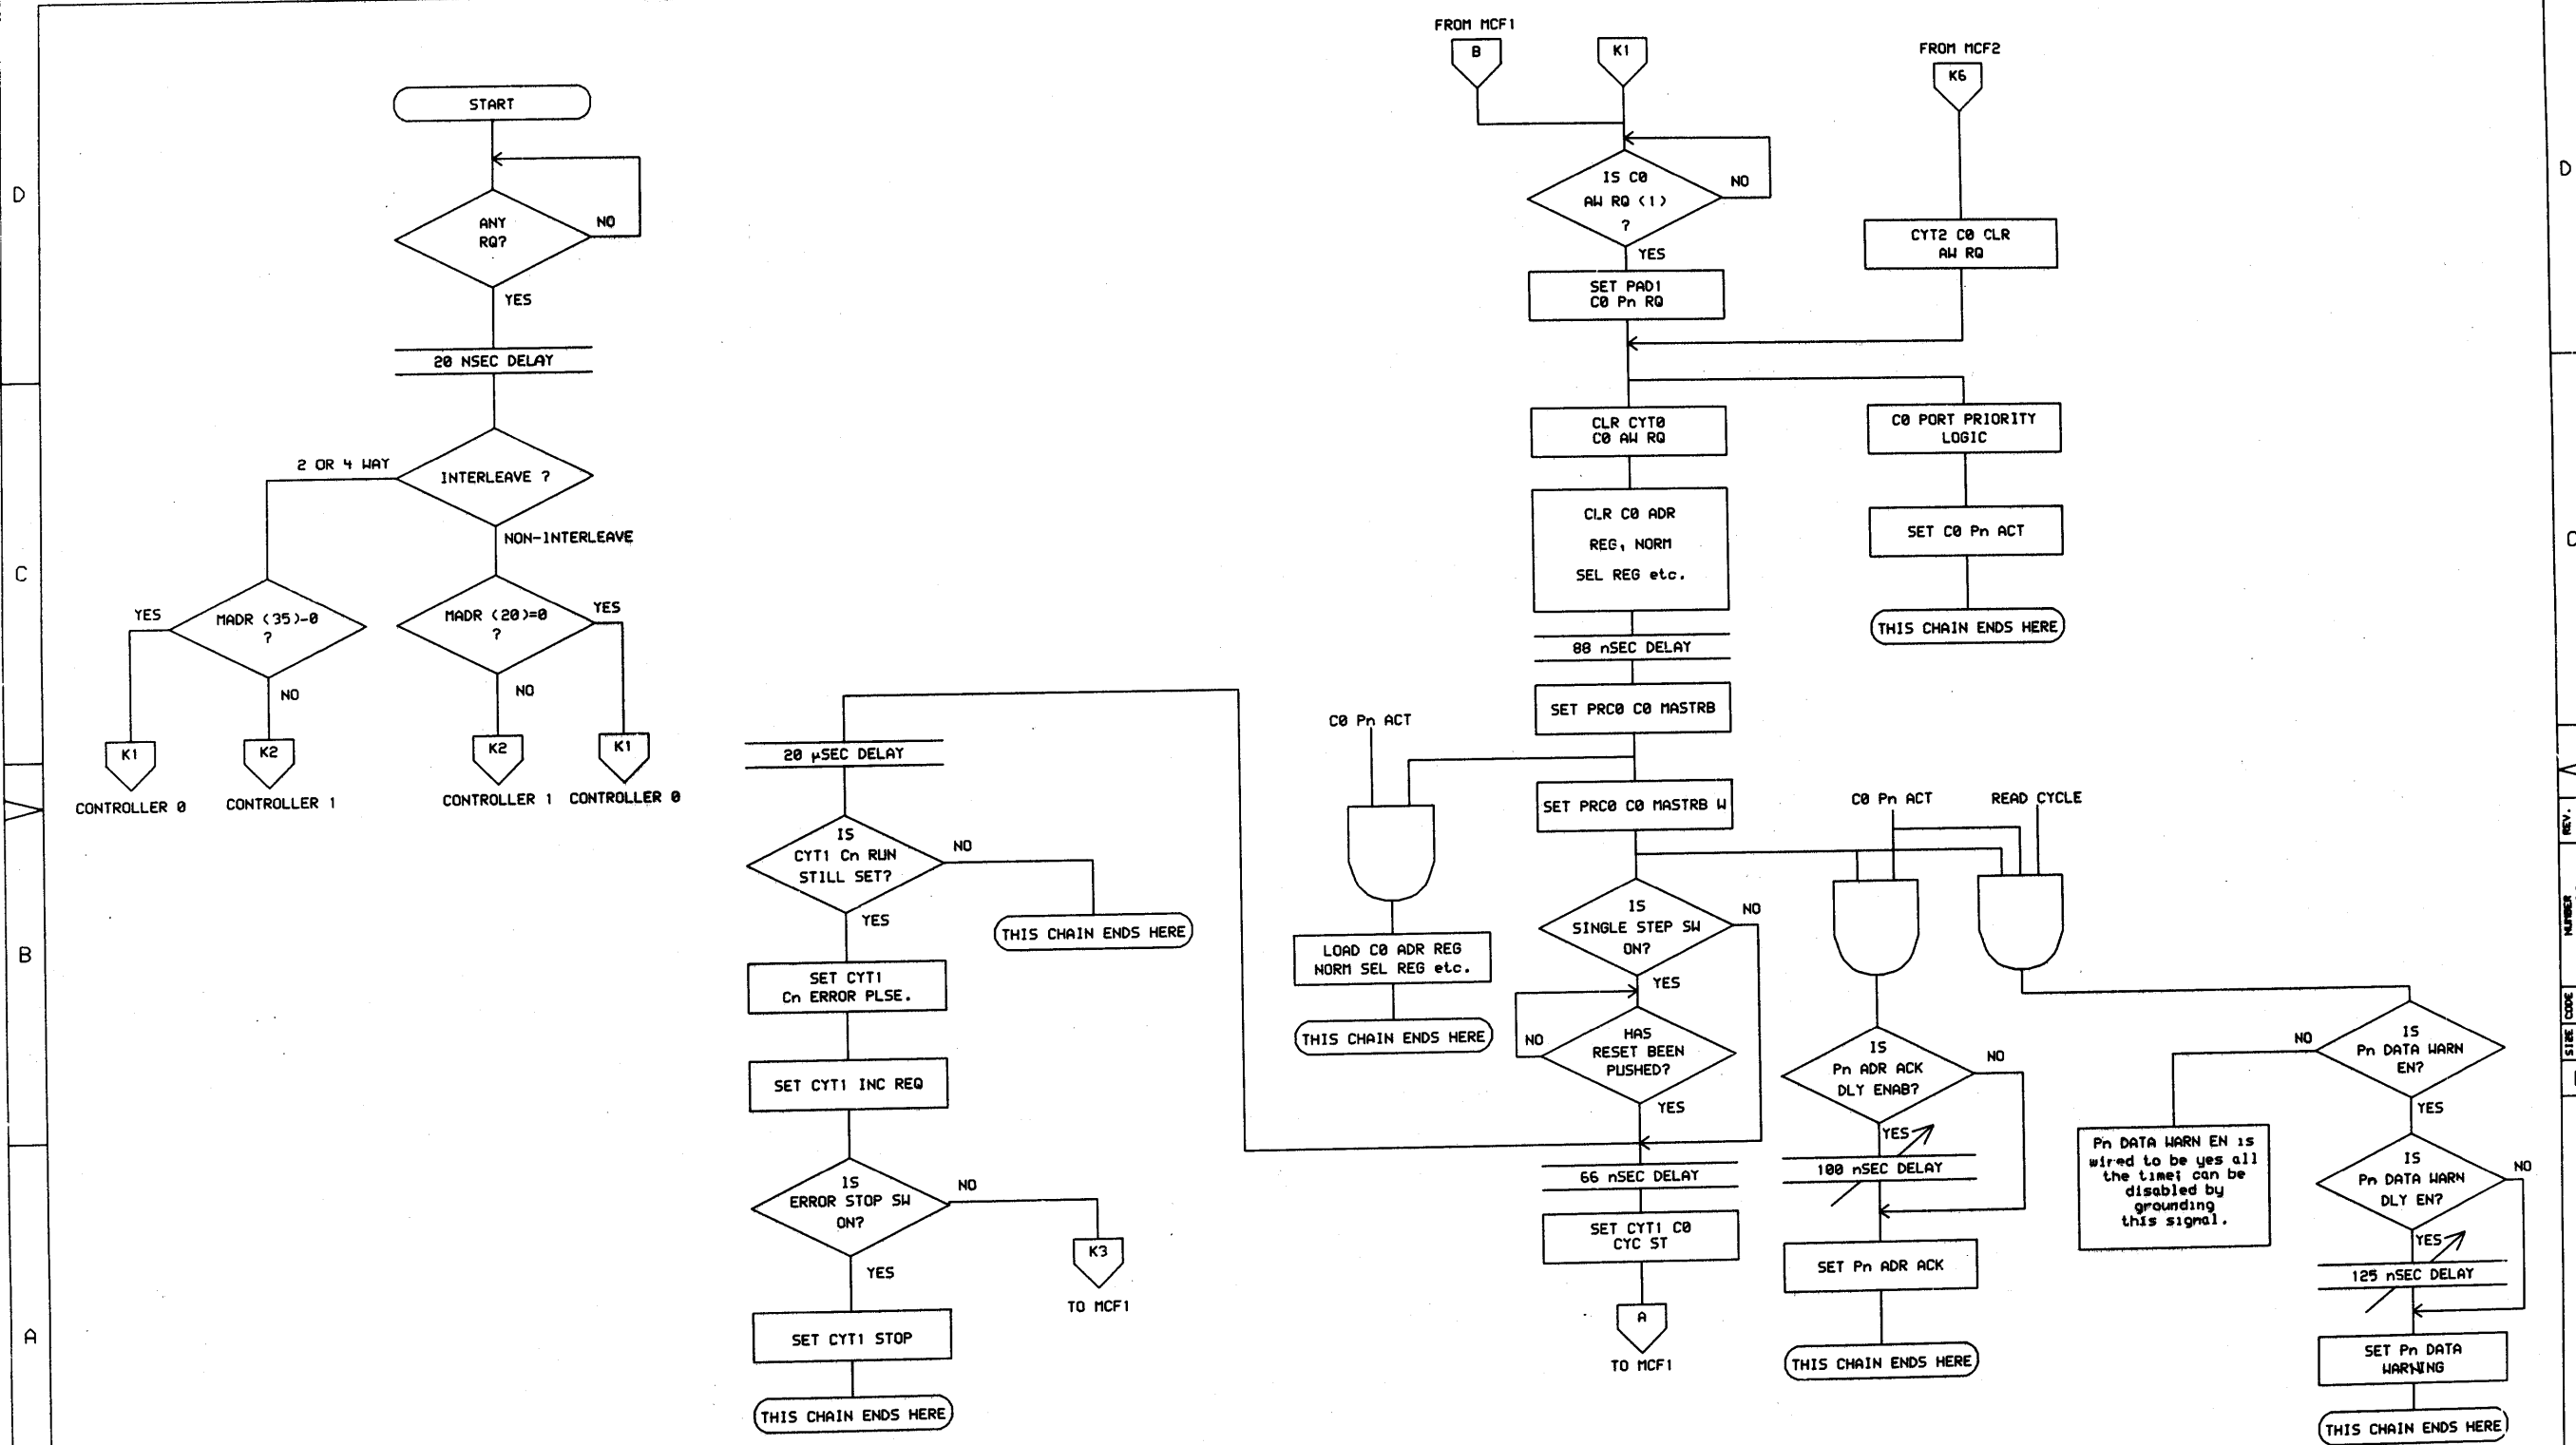 START
ANY
RQ?
NO
YES
20 NSEC DELAY
2 OR 4 WAY
INTERLEAVE ?
NON-INTERLEAVE
YES
MADR (35)-0
?
NO
MADR (20)=0
?
YES
NO
K1
K2
K2
K1
CONTROLLER 0
CONTROLLER 1
CONTROLLER 1
CONTROLLER 0
20 µSEC DELAY
IS
CYT1 Cn RUN
STILL SET?
NO
YES
THIS CHAIN ENDS HERE
SET CYT1
Cn ERROR PLSE.
SET CYT1 INC REQ
IS
ERROR STOP SW
ON?
NO
YES
K3
TO MCF1
SET CYT1 STOP
THIS CHAIN ENDS HERE
FROM MCF1
B
K1
IS C0
AW RQ (1)
?
NO
YES
SET PAD1
C0 Pn RQ
FROM MCF2
K6
CYT2 C0 CLR
AW RQ
CLR CYT0
C0 AW RQ
C0 PORT PRIORITY
LOGIC
CLR C0 ADR
REG, NORM
SEL REG etc.
SET C0 Pn ACT
THIS CHAIN ENDS HERE
88 nSEC DELAY
SET PRC0 C0 MASTRB
C0 Pn ACT
SET PRC0 C0 MASTRB W
LOAD C0 ADR REG
NORM SEL REG etc.
THIS CHAIN ENDS HERE
IS
SINGLE STEP SW
ON?
NO
YES
HAS
RESET BEEN
PUSHED?
NO
YES
66 nSEC DELAY
SET CYT1 C0
CYC ST
A
TO MCF1
C0 Pn ACT
READ CYCLE
IS
Pn ADR ACK
DLY ENAB?
NO
YES
100 nSEC DELAY
SET Pn ADR ACK
THIS CHAIN ENDS HERE
IS
Pn DATA WARN
EN?
NO
YES
Pn DATA WARN EN is
wired to be yes all
the time; can be
disabled by
grounding
this signal.
IS
Pn DATA WARN
DLY EN?
NO
YES
125 nSEC DELAY
SET Pn DATA
WARNING
THIS CHAIN ENDS HERE
D
C
B
A
D
C
REV.
NUMBER
CODE
SIZE